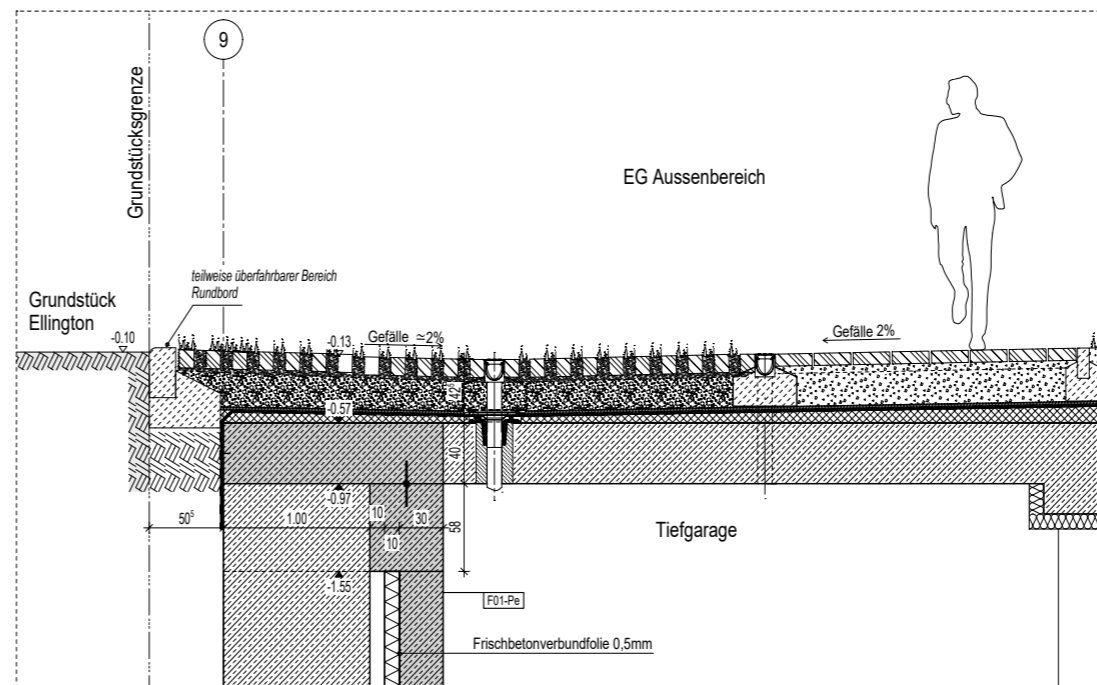 9
Grundstücksgrenze
EG Aussenbereich
teilweise überfahrbarer Bereich
Rundbord
Grundstück
Ellington
-0.10
-0.13
Gefälle ≃2%
Gefälle 2%
42⁵
-0.57
40
-0.97
50⁵
1.00
10
30
10
58
Tiefgarage
-1.55
F01-Pe
Frischbetonverbundfolie 0,5mm